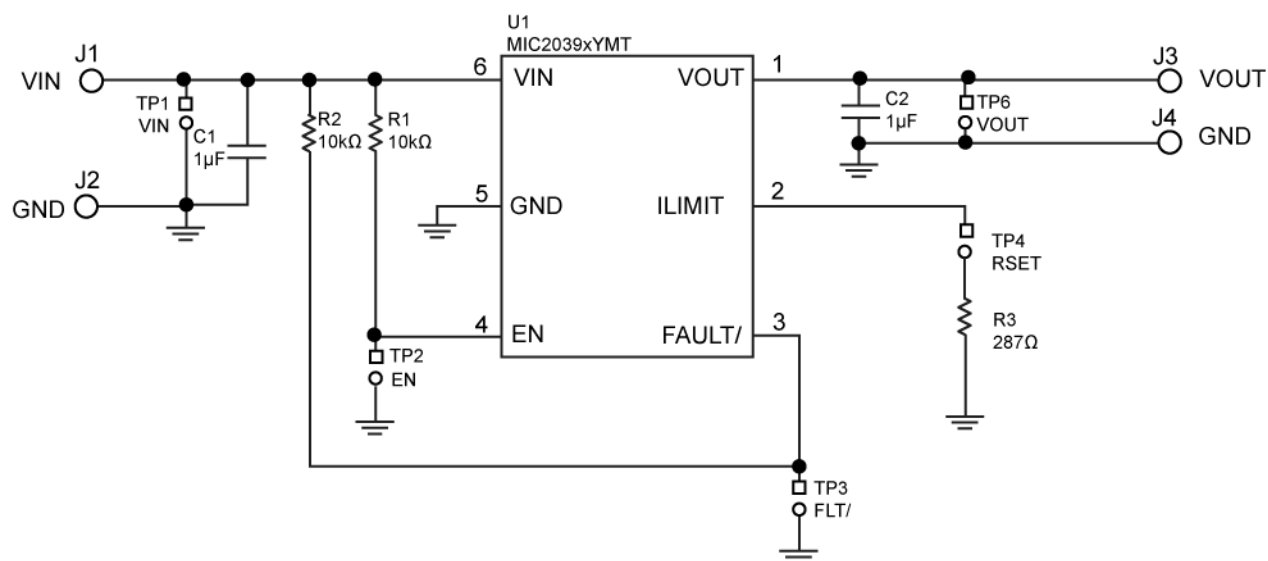 U1
MIC2039xYMT
J1
VIN
6
VIN
VOUT
1
J3
VOUT
TP1
VIN
C1
1µF
R2
10kΩ
R1
10kΩ
C2
1µF
TP6
VOUT
J4
GND
J2
GND
5
GND
ILIMIT
2
TP4
RSET
4
EN
FAULT/
3
R3
287Ω
TP2
EN
TP3
FLT/